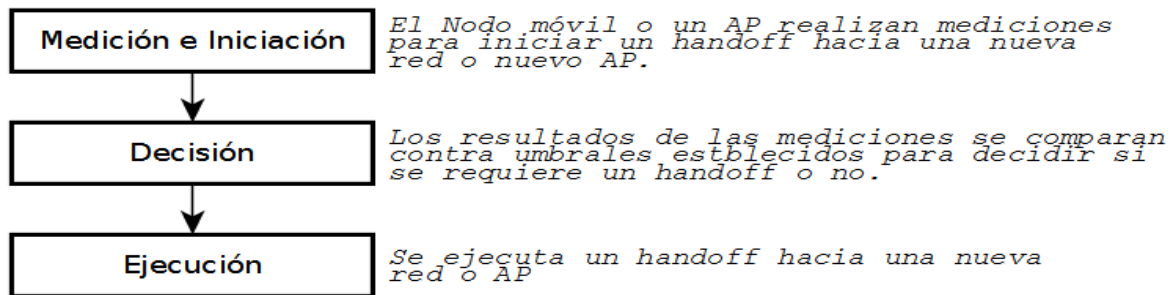 Medición e Iniciación
El Nodo móvil o un AP realizan mediciones
para iniciar un handoff hacia una nueva
red o nuevo AP.
Decisión
Los resultados de las mediciones se comparan
contra umbrales estblecidos para decidir si
se requiere un handoff o no.
Ejecución
Se ejecuta un handoff hacia una nueva
red o AP